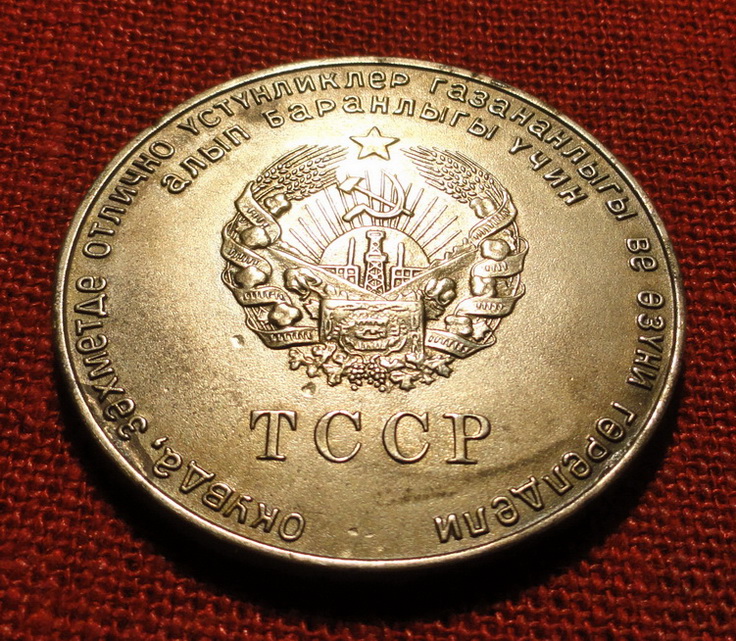 ОКУВДА, ЗӘХМЕТДЕ ОТЛИЧНО ҮСТҮНЛИКЛЕР ГАЗАНАНЛЫГЫ ВЕ ӨЗҮНИ ГӨРЕЛДЕЛИ
АЛЫП БАРАНЛЫГЫ ҮЧИН
ТССР